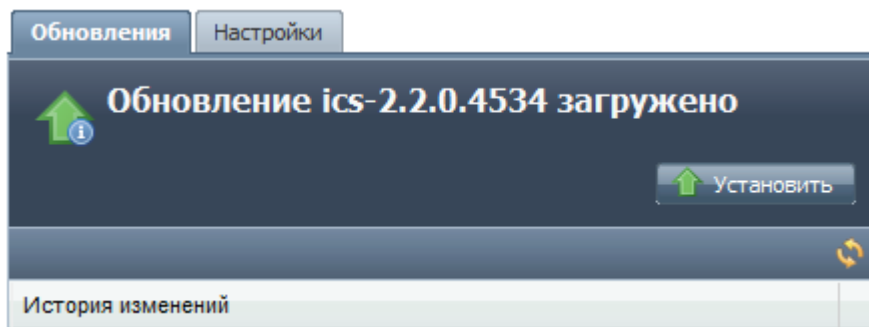 Обновления Настройки
Обновление ics-2.2.0.4534 загружено
Установить
История изменений